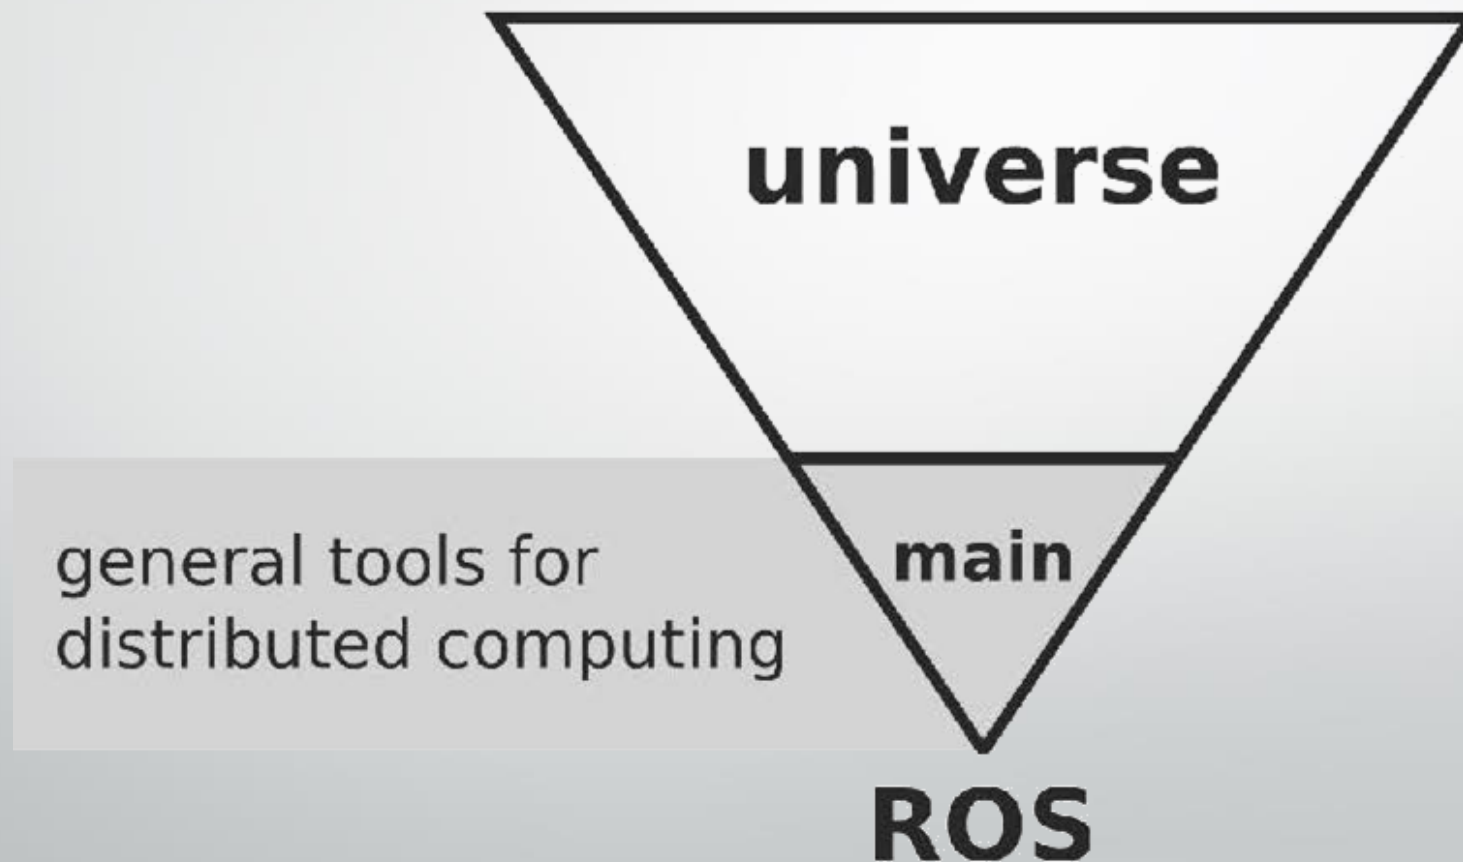 universe
main
general tools for
distributed computing
ROS